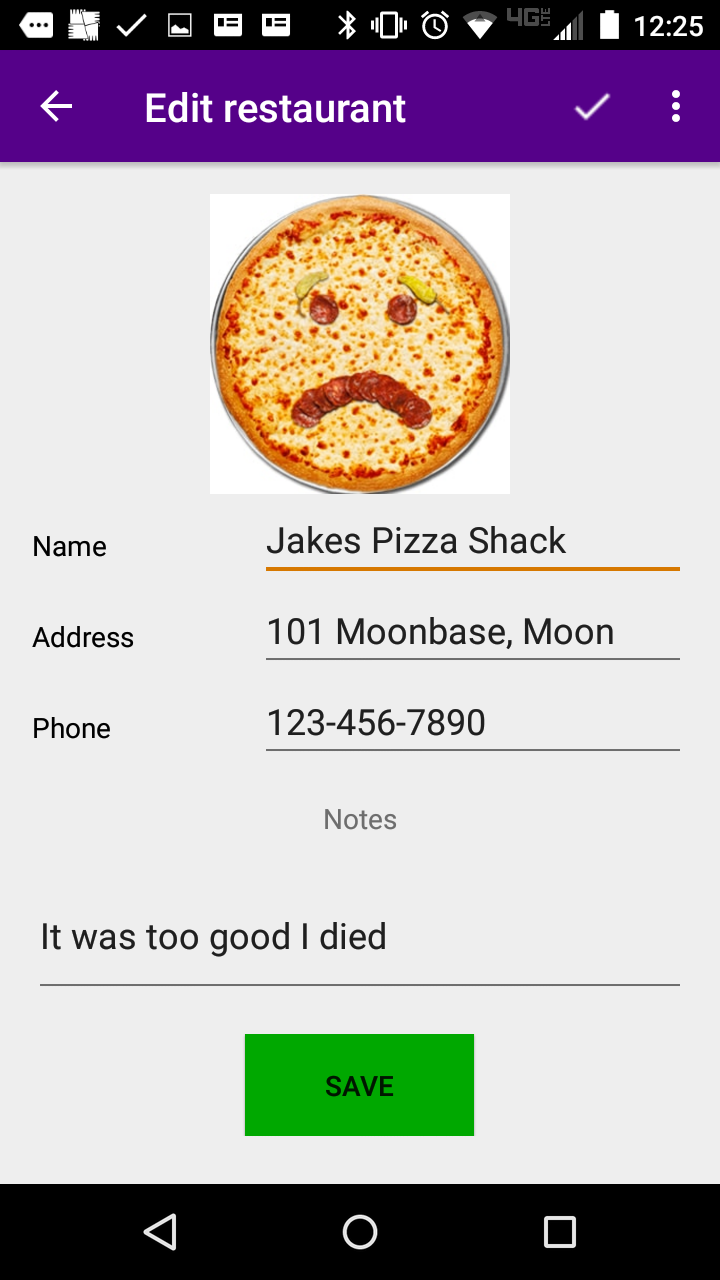 4G LTE 12:25
Edit restaurant
Name Jakes Pizza Shack
Address 101 Moonbase, Moon
Phone 123-456-7890
Notes
It was too good I died
SAVE